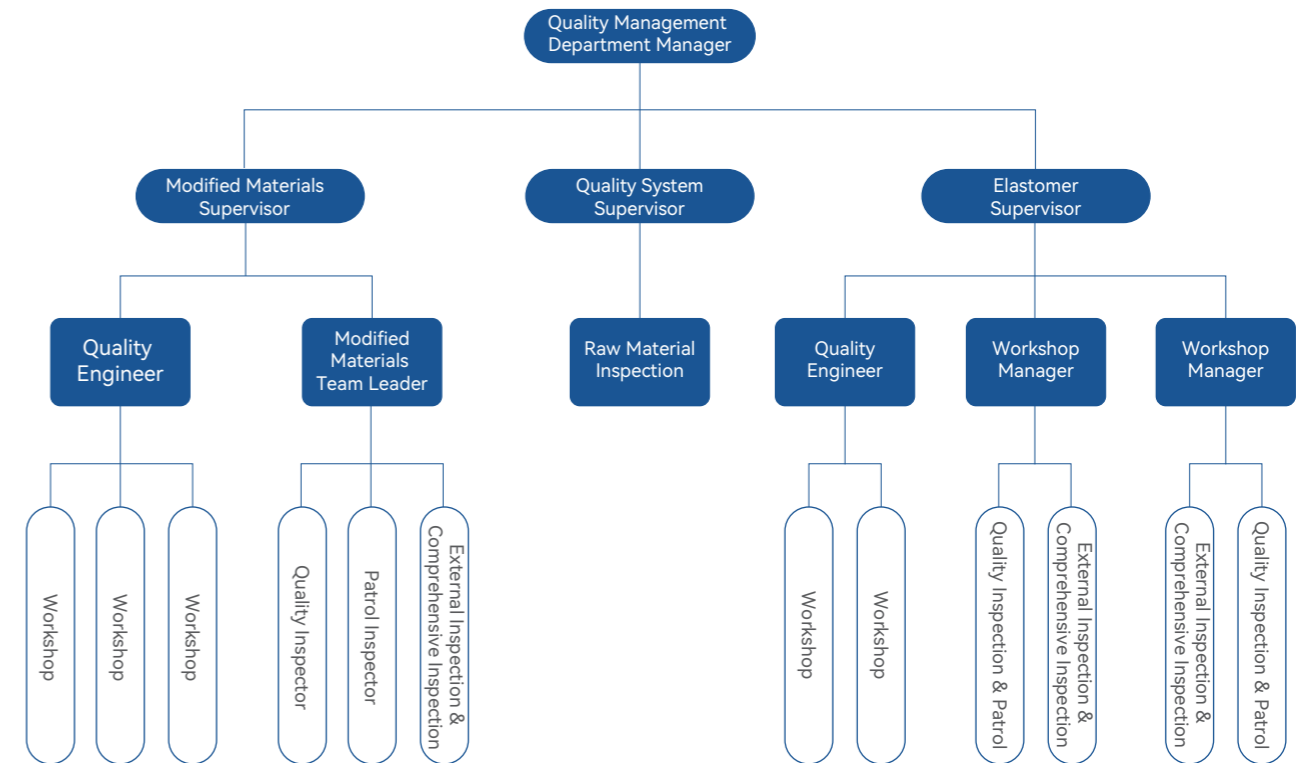 Quality Management
Department Manager
Modified Materials
Supervisor
Quality System
Supervisor
Elastomer
Supervisor
Quality
Engineer
Modified
Materials
Team Leader
Raw Material
Inspection
Quality
Engineer
Workshop
Manager
Workshop
Manager
Workshop
Workshop
Workshop
Quality Inspector
Patrol Inspector
External Inspection &
Comprehensive Inspection
Workshop
Workshop
Quality Inspection & Patrol
External Inspection &
Comprehensive Inspection
External Inspection &
Comprehensive Inspection
Quality Inspection & Patrol